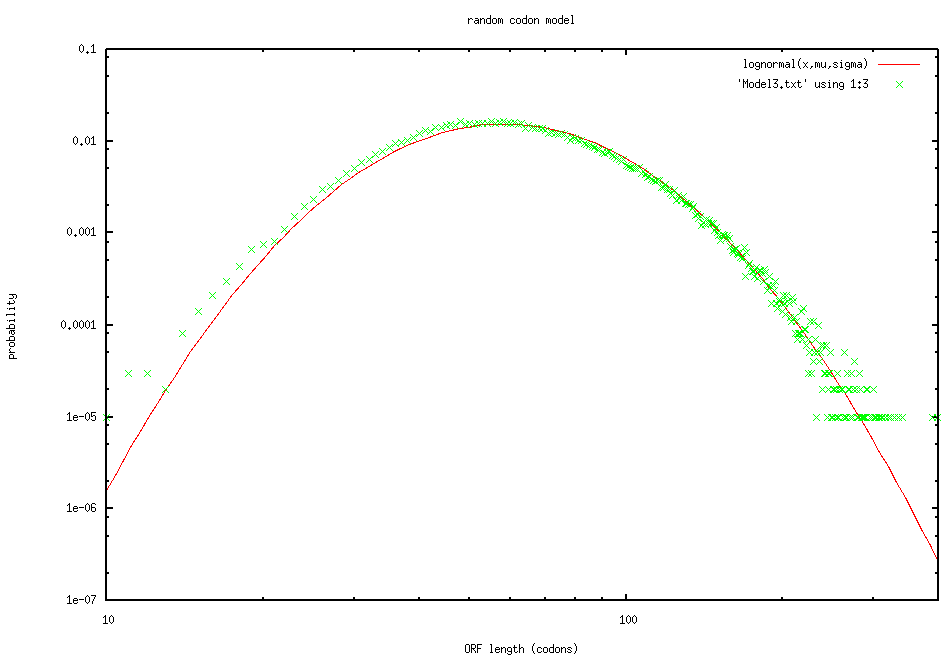 random codon model
0.1
lognormal(x,mu,sigma)
'Model3.txt' using 1:3
0.01
0.001
probability
0.0001
1e-05
1e-06
1e-07
10
100
ORF length (codons)